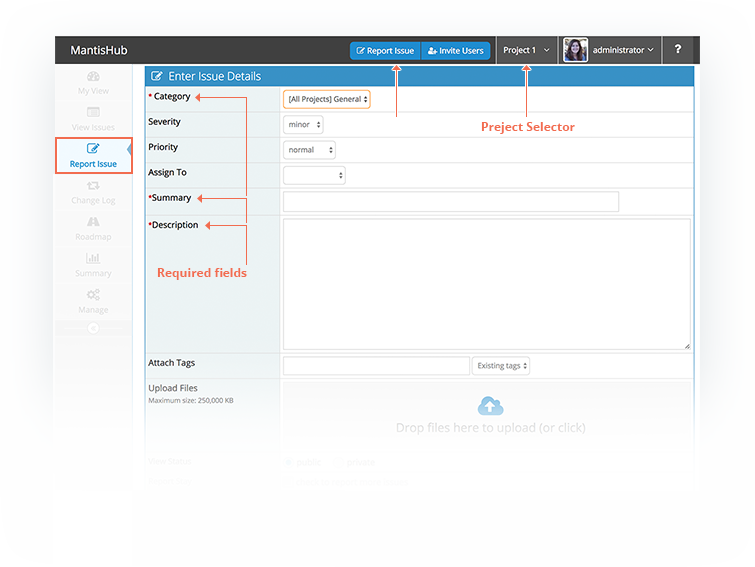 MantisHub
Report Issue
Invite Users
Project 1
administrator
?
My View
View Issues
Report Issue
Change Log
Roadmap
Summary
Manage
Enter Issue Details
* Category
[All Projects] General
Preject Selector
Severity
minor
Priority
normal
Assign To
*Summary
*Description
Required fields
Attach Tags
Existing tags
Upload Files
Maximum size: 250,000 KB
Drop files here to upload (or click)
View Status
public
private